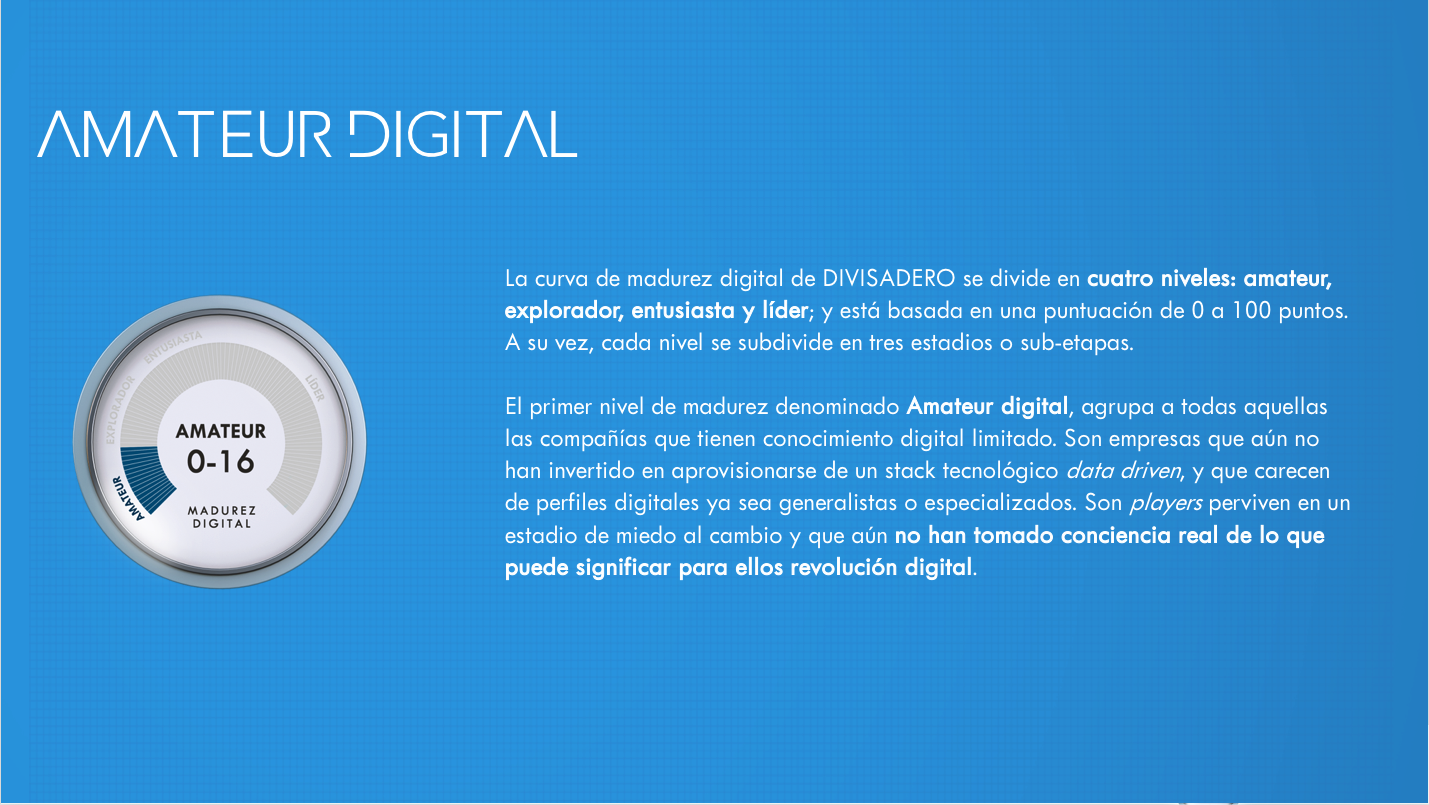 AMATEUR DIGITAL
La curva de madurez digital de DIVISADERO se divide en cuatro niveles: amateur,
explorador, entusiasta y líder; y está basada en una puntuación de 0 a 100 puntos.
A su vez, cada nivel se subdivide en tres estadios o sub-etapas.
El primer nivel de madurez denominado Amateur digital, agrupa a todas aquellas
las compañías que tienen conocimiento digital limitado. Son empresas que aún no
han invertido en aprovisionarse de un stack tecnológico data driven, y que carecen
de perfiles digitales ya sea generalistas o especializados. Son players perviven en un
estadio de miedo al cambio y que aún no han tomado conciencia real de lo que
puede significar para ellos revolución digital.
AMATEUR
EXPLORADOR
ENTUSIASTA
LÍDER
AMATEUR
0-16
MADUREZ
DIGITAL